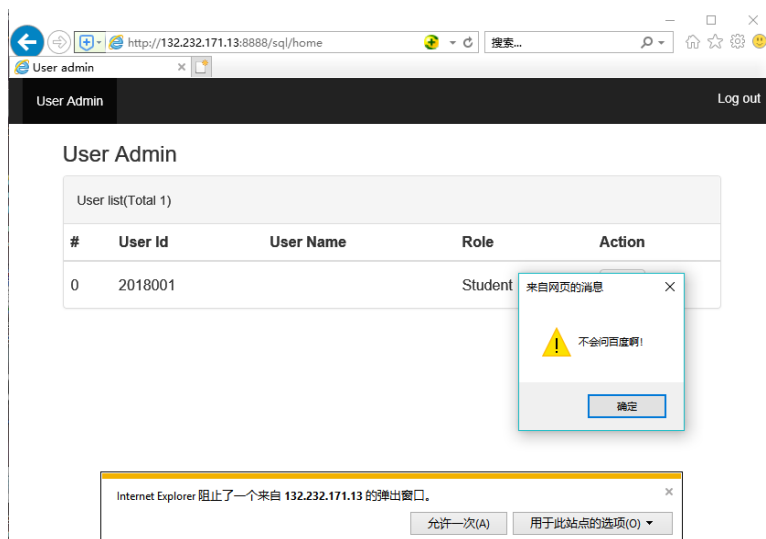 http://132.232.171.13:8888/sql/home
搜索...
User admin
User Admin
Log out
User Admin
User list(Total 1)
# User Id User Name Role Action
0 2018001 Student
来自网页的消息
不会问百度啊!
确定
Internet Explorer 阻止了一个来自 132.232.171.13 的弹出窗口。
允许一次(A) 用于此站点的选项(O)